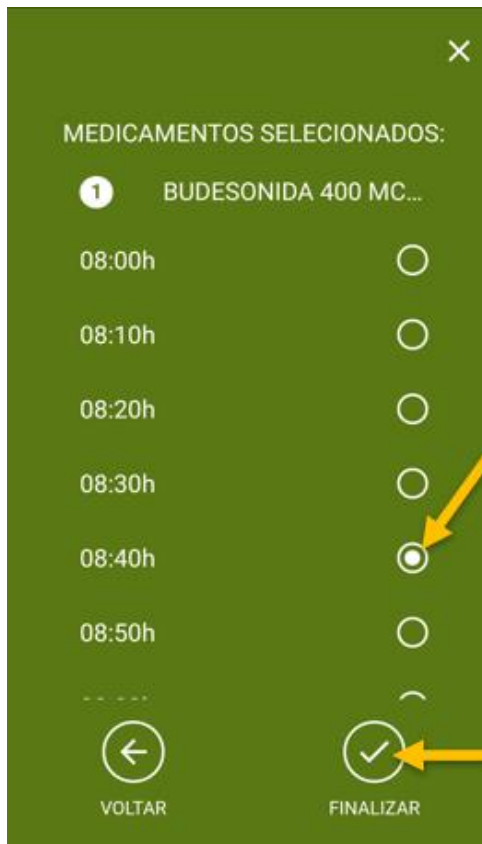 MEDICAMENTOS SELECIONADOS:
1 BUDESONIDA 400 MC...
08:00h
08:10h
08:20h
08:30h
08:40h
08:50h
VOLTAR FINALIZAR